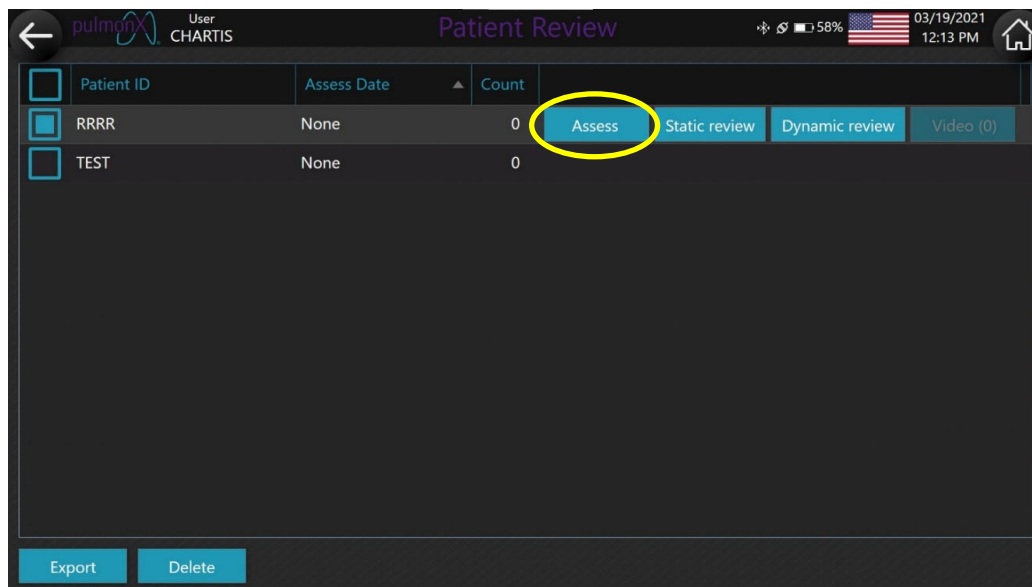 pulmonX User CHARTIS Patient Review 58% 03/19/2021 12:13 PM
Patient ID Assess Date Count
RRRR None 0 Assess Static review Dynamic review Video (0)
TEST None 0
Export Delete